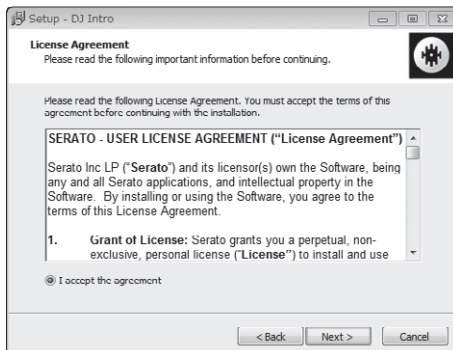 Setup - DJ Intro
License Agreement
Please read the following important information before continuing.
Please read the following License Agreement. You must accept the terms of this
agreement before continuing with the installation.
SERATO - USER LICENSE AGREEMENT (“License Agreement”)
Serato Inc LP (“Serato”) and its licensor(s) own the Software, being
any and all Serato applications, and intellectual property in the
Software. By installing or using the Software, you agree to the
terms of this License Agreement.
1. Grant of License: Serato grants you a perpetual, non-
exclusive, personal license (“License”) to install and use
I accept the agreement
< Back Next > Cancel